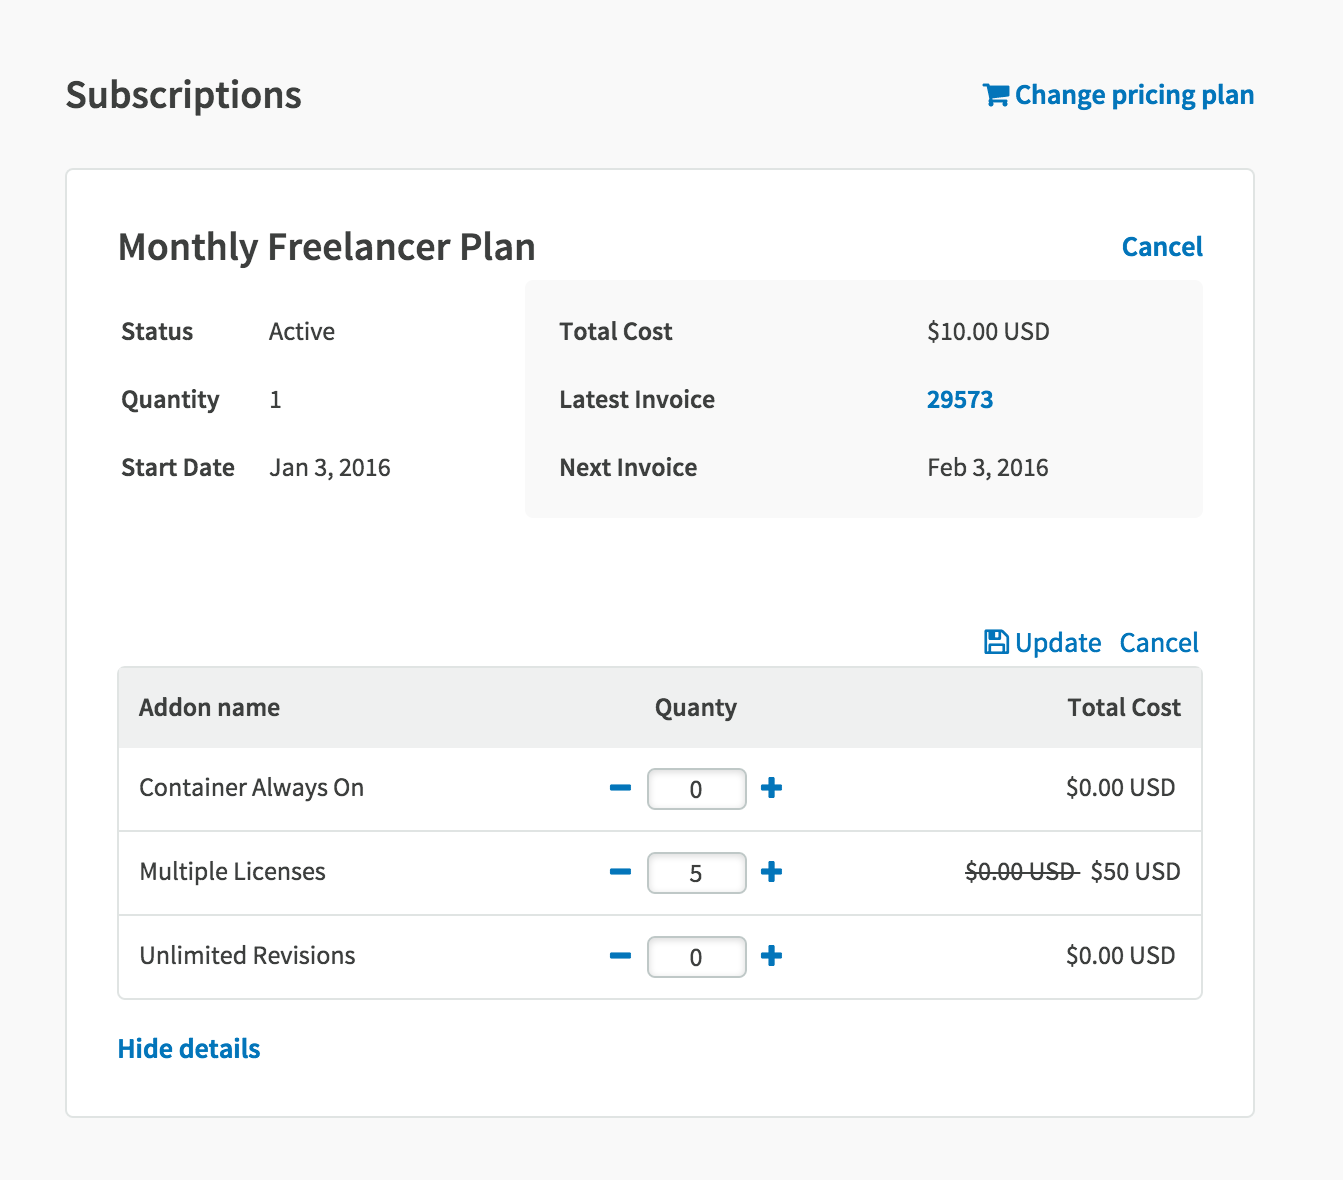 Subscriptions
Change pricing plan
Monthly Freelancer Plan
Cancel
Status Active
Quantity 1
Start Date Jan 3, 2016
Total Cost $10.00 USD
Latest Invoice 29573
Next Invoice Feb 3, 2016
Update Cancel
Addon name Quanty Total Cost
Container Always On 0 $0.00 USD
Multiple Licenses 5 $0.00 USD $50 USD
Unlimited Revisions 0 $0.00 USD
Hide details